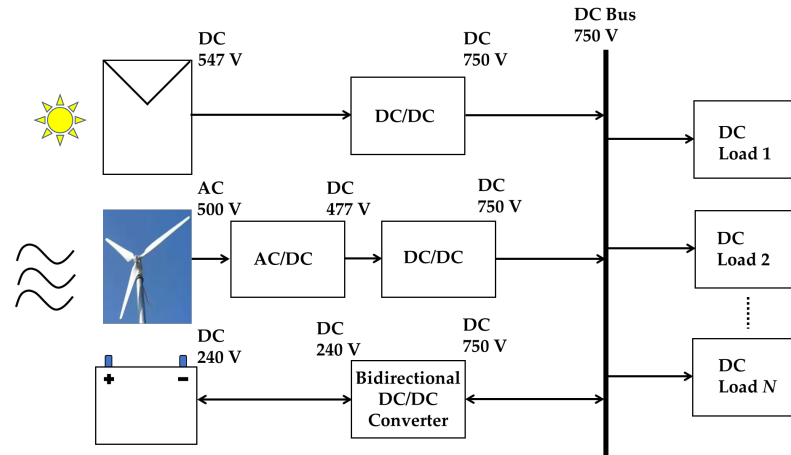 DC
547 V
DC
750 V
DC Bus
750 V
DC/DC
DC
Load 1
AC
500 V
DC
477 V
DC
750 V
AC/DC
DC/DC
DC
Load 2
DC
240 V
DC
240 V
DC
750 V
+ −
Bidirectional
DC/DC
Converter
DC
Load N